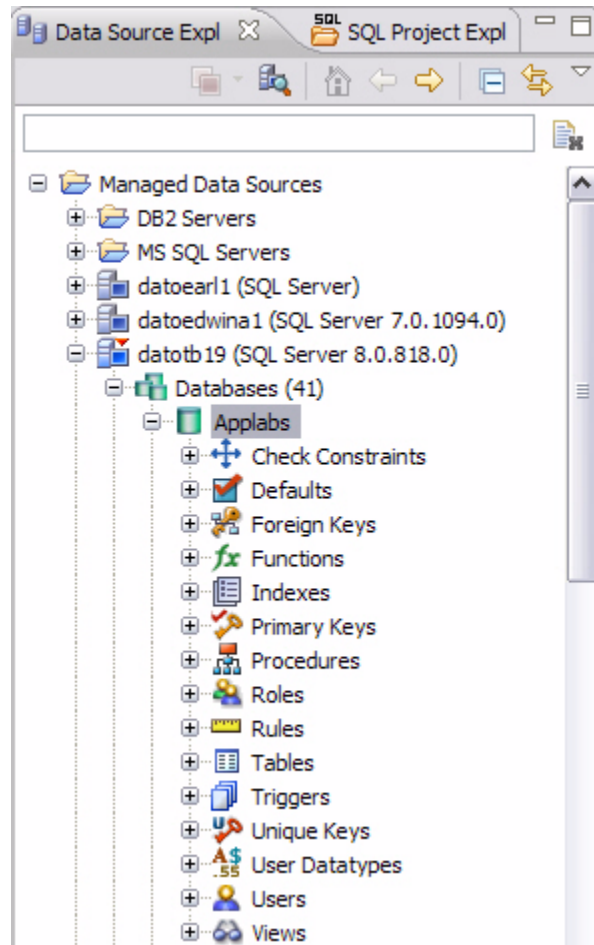 Data Source Expl SQL SQL Project Expl
Managed Data Sources
DB2 Servers
MS SQL Servers
datoearl1 (SQL Server)
datoedwina1 (SQL Server 7.0.1094.0)
datotb19 (SQL Server 8.0.818.0)
Databases (41)
Applabs
Check Constraints
Defaults
Foreign Keys
fx Functions
Indexes
Primary Keys
Procedures
Roles
Rules
Tables
Triggers
U Unique Keys
A$ .55 User Datatypes
Users
Views